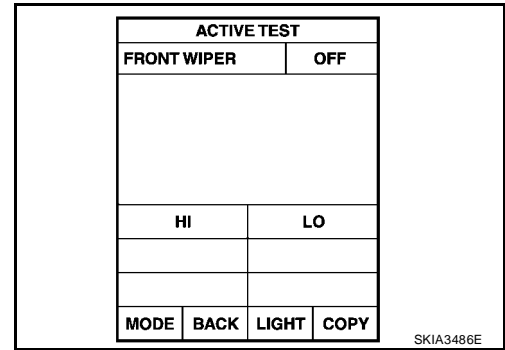 ACTIVE TEST
FRONT WIPER OFF
HI LO
MODE BACK LIGHT COPY
SKIA3486E